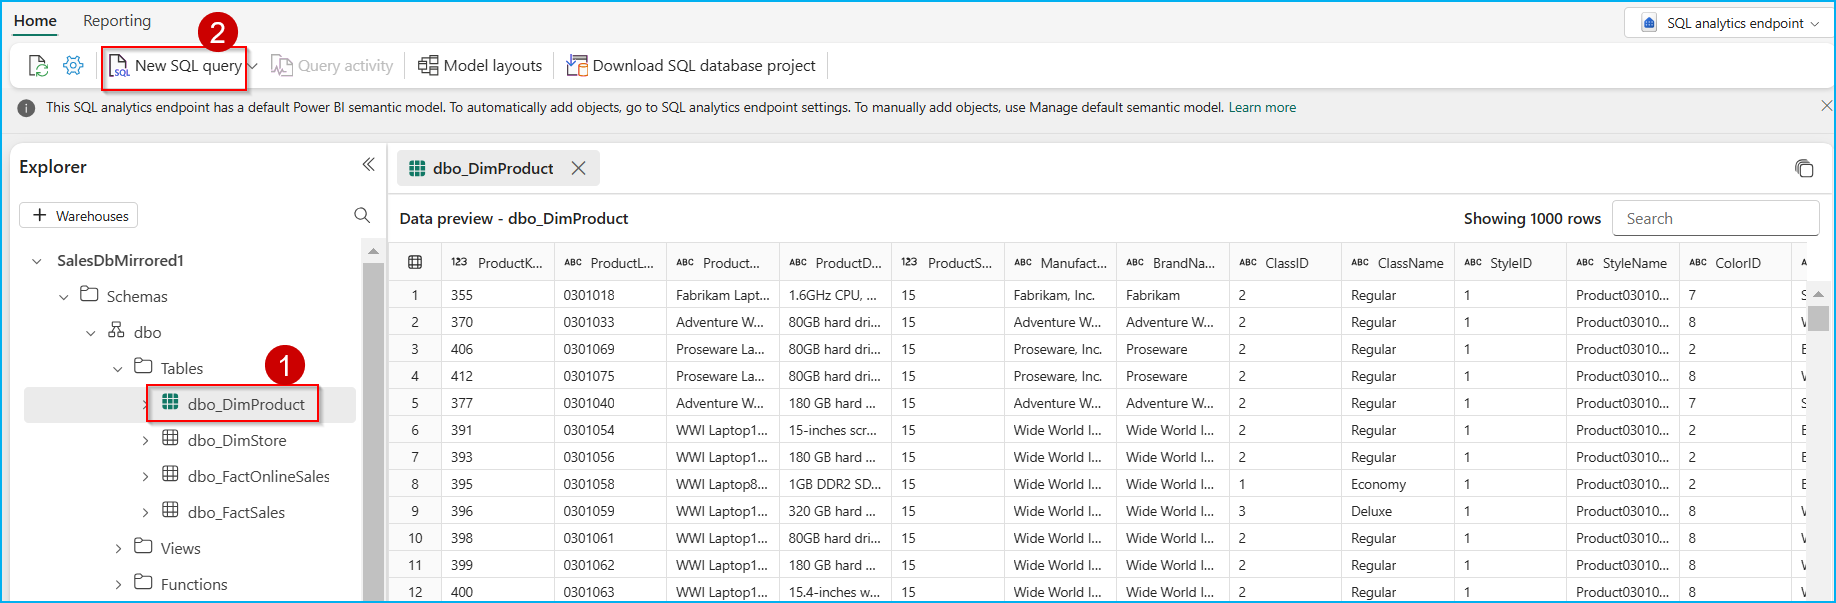 Home Reporting
2
SQL analytics endpoint
SQL New SQL query Query activity Model layouts Download SQL database project
This SQL analytics endpoint has a default Power BI semantic model. To automatically add objects, go to SQL analytics endpoint settings. To manually add objects, use Manage default semantic model. Learn more
Explorer
+ Warehouses
SalesDbMirrored1
Schemas
dbo
Tables
1
dbo_DimProduct
dbo_DimStore
dbo_FactOnlineSales
dbo_FactSales
Views
Functions
dbo_DimProduct
Data preview - dbo_DimProduct Showing 1000 rows Search
123 ProductK... ABC ProductL... ABC Product... ABC ProductD... 123 ProductS... ABC Manufact... ABC BrandNa... ABC ClassID ABC ClassName ABC StyleID ABC StyleName ABC ColorID
1 355 0301018 Fabrikam Lapt... 1.6GHz CPU, ... 15 Fabrikam, Inc. Fabrikam 2 Regular 1 Product03010... 7
2 370 0301033 Adventure W... 80GB hard dri... 15 Adventure W... Adventure W... 2 Regular 1 Product03010... 8
3 406 0301069 Proseware La... 80GB hard dri... 15 Proseware, Inc. Proseware 2 Regular 1 Product03010... 2
4 412 0301075 Proseware La... 80GB hard dri... 15 Proseware, Inc. Proseware 2 Regular 1 Product03010... 8
5 377 0301040 Adventure W... 180 GB hard ... 15 Adventure W... Adventure W... 2 Regular 1 Product03010... 7
6 391 0301054 WWI Laptop1... 15-inches scr... 15 Wide World I... Wide World I... 2 Regular 1 Product03010... 2
7 393 0301056 WWI Laptop1... 180 GB hard ... 15 Wide World I... Wide World I... 2 Regular 1 Product03010... 8
8 395 0301058 WWI Laptop8... 1GB DDR2 SD... 15 Wide World I... Wide World I... 1 Economy 1 Product03010... 2
9 396 0301059 WWI Laptop1... 320 GB hard ... 15 Wide World I... Wide World I... 3 Deluxe 1 Product03010... 8
10 398 0301061 WWI Laptop1... 80GB hard dri... 15 Wide World I... Wide World I... 2 Regular 1 Product03010... 8
11 399 0301062 WWI Laptop1... 180 GB hard ... 15 Wide World I... Wide World I... 2 Regular 1 Product03010... 8
12 400 0301063 WWI Laptop1... 15.4-inches w... 15 Wide World I... Wide World I... 2 Regular 1 Product03010... 8